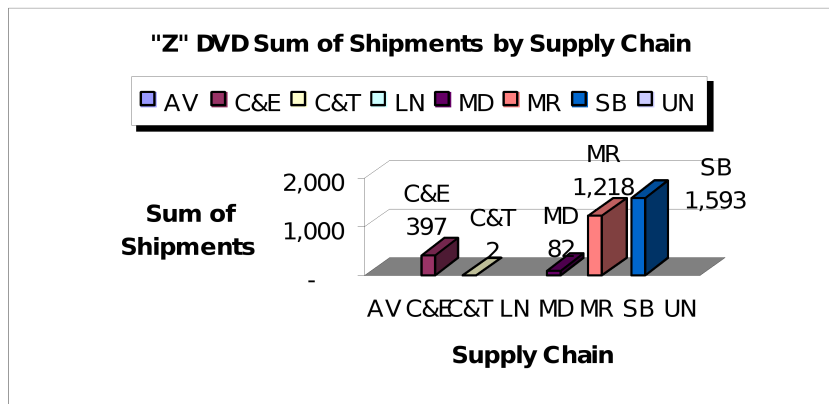 "Z" DVD Sum of Shipments by Supply Chain
AV C&E C&T LN MD MR SB UN
MR
SB
2,000
C&E
1,218
1,593
Sum of
Shipments
C&T
MD
1,000
397
2
82
-
AV C&E C&T LN MD MR SB UN
Supply Chain